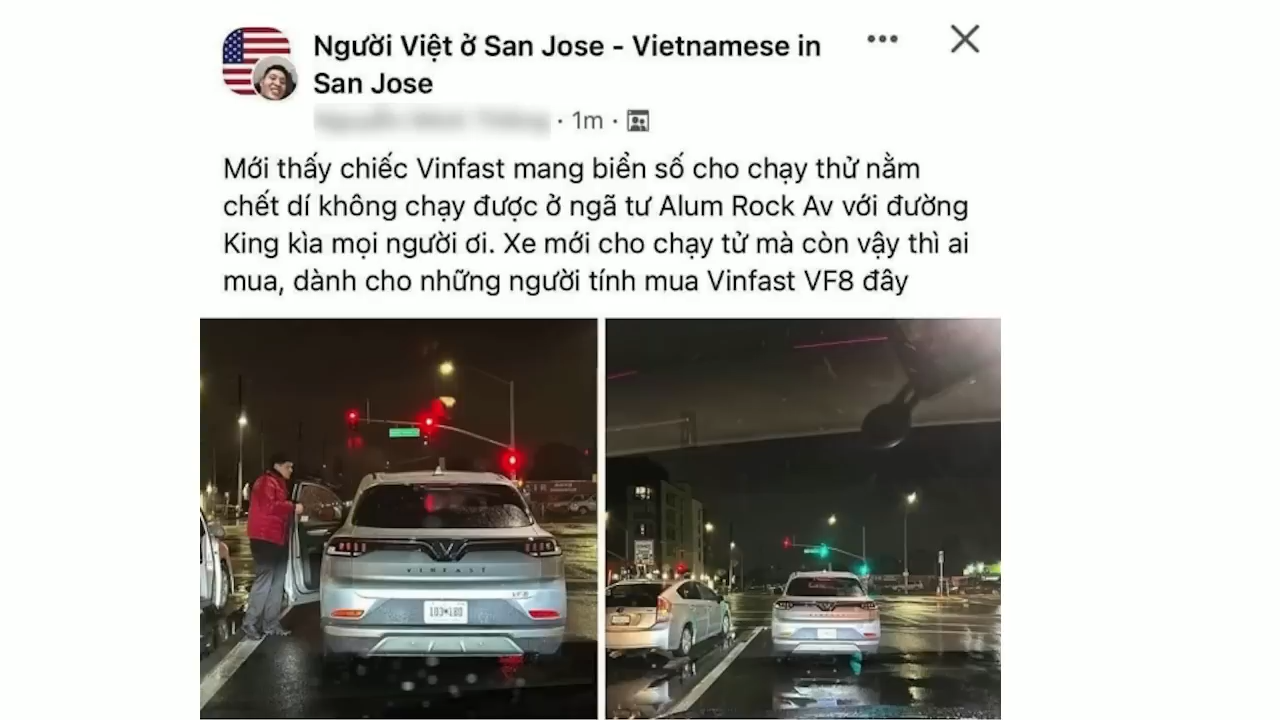 Người Việt ở San Jose - Vietnamese in
San Jose
· 1m ·
Mới thấy chiếc Vinfast mang biển số cho chạy thử nằm
chết dí không chạy được ở ngã tư Alum Rock Av với đường
King kìa mọi người ơi. Xe mới cho chạy tử mà còn vậy thì ai
mua, dành cho những người tính mua Vinfast VF8 đây
VINFAST
VF8